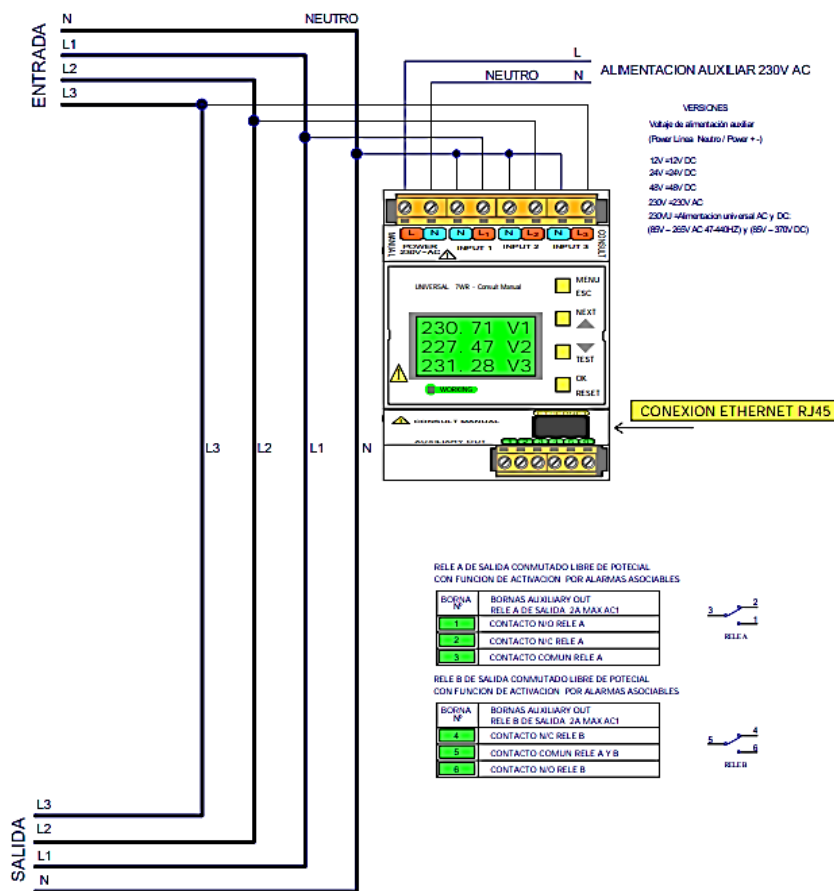 ENTRADA
N
NEUTRO
L1
L2
L3
L
NEUTRO N
ALIMENTACION AUXILIAR 230V AC
VERSIONES
Voltaje de alimentación auxiliar
(Power Linea Neutro / Power + -)
12V =12V DC
24V =24V DC
48V =48V DC
230V =230V AC
230VU =Alimentacion universal AC y DC:
(85V – 265V AC 47-440HZ) y (85V – 370V DC)
L N N L1 N L2 N L3
MANUAL
POWER
230V~AC
INPUT 1
INPUT 2
INPUT 3
CONSULT
UNIVERSAL 7WR - Consult Manual
MENU
ESC
NEXT
TEST
OK
RESET
230. 71 V1
227. 47 V2
231. 28 V3
WORKING
CONSULT MANUAL
CONEXION ETHERNET RJ45
L3
L2
L1
N
RELE A DE SALIDA CONMUTADO LIBRE DE POTECIAL
CON FUNCION DE ACTIVACION POR ALARMAS ASOCIABLES
BORNA Nº
BORNAS AUXILIARY OUT
RELE A DE SALIDA 2A MAX AC1
1 CONTACTO N/O RELE A
2 CONTACTO N/C RELE A
3 CONTACTO COMUN RELE A
3
2
1
RELE A
RELE B DE SALIDA CONMUTADO LIBRE DE POTECIAL
CON FUNCION DE ACTIVACION POR ALARMAS ASOCIABLES
BORNA Nº
BORNAS AUXILIARY OUT
RELE B DE SALIDA 2A MAX AC1
4 CONTACTO N/C RELE B
5 CONTACTO COMUN RELE A Y B
6 CONTACTO N/O RELE B
5
4
6
RELE B
SALIDA
L3
L2
L1
N